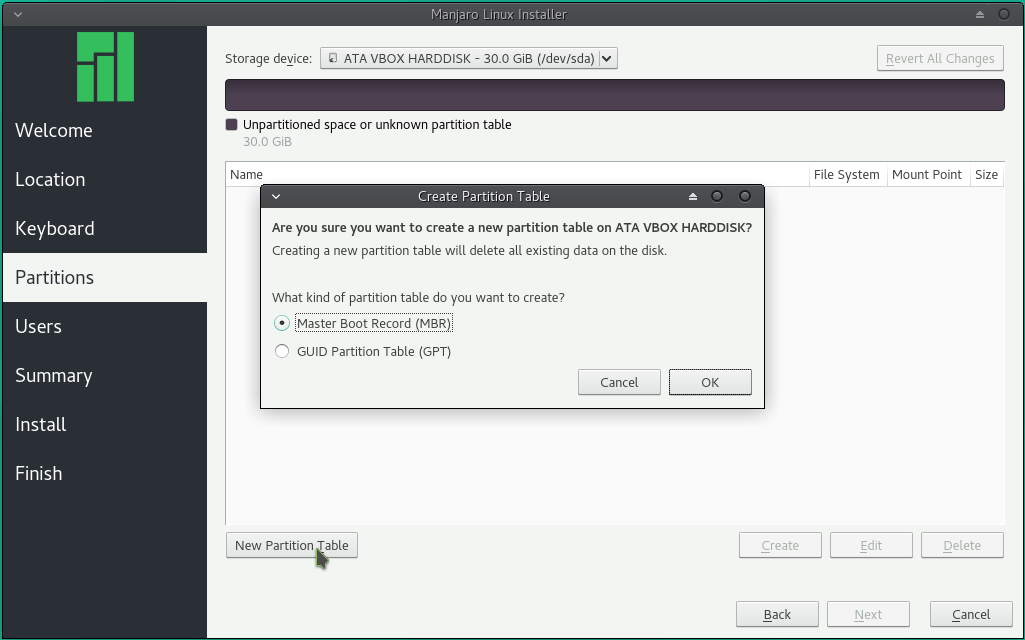 Manjaro Linux Installer
Welcome
Location
Keyboard
Partitions
Users
Summary
Install
Finish
Storage device: ATA VBOX HARDDISK - 30.0 GiB (/dev/sda)
Revert All Changes
Unpartitioned space or unknown partition table
30.0 GiB
Name File System Mount Point Size
Create Partition Table
Are you sure you want to create a new partition table on ATA VBOX HARDDISK?
Creating a new partition table will delete all existing data on the disk.
What kind of partition table do you want to create?
Master Boot Record (MBR)
GUID Partition Table (GPT)
Cancel OK
New Partition Table Create Edit Delete
Back Next Cancel